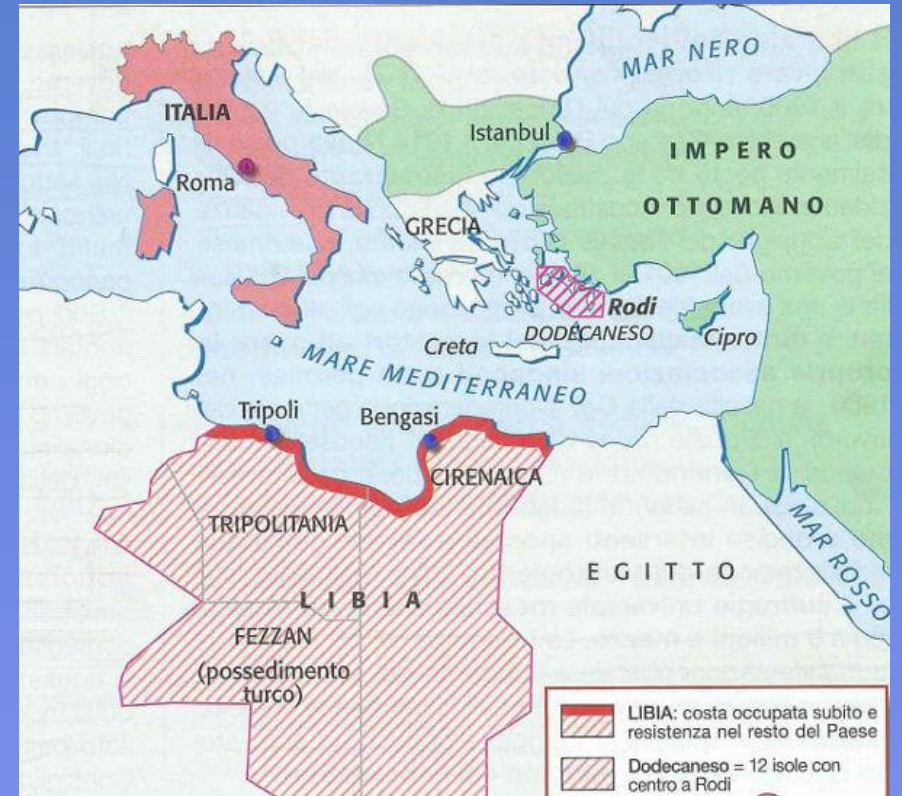 MAR NERO
ITALIA
Istanbul
IMPERO
OTTOMANO
Roma
GRECIA
Rodi
DODECANESO
Creta
Cipro
MARE MEDITERRANEO
Tripoli
Bengasi
CIRENAICA
TRIPOLITANIA
MAR ROSSO
EGITTO
LIBIA
FEZZAN
(possedimento
turco)
LIBIA: costa occupata subito e
resistenza nel resto del Paese
Dodecaneso = 12 isole con
centro a Rodi